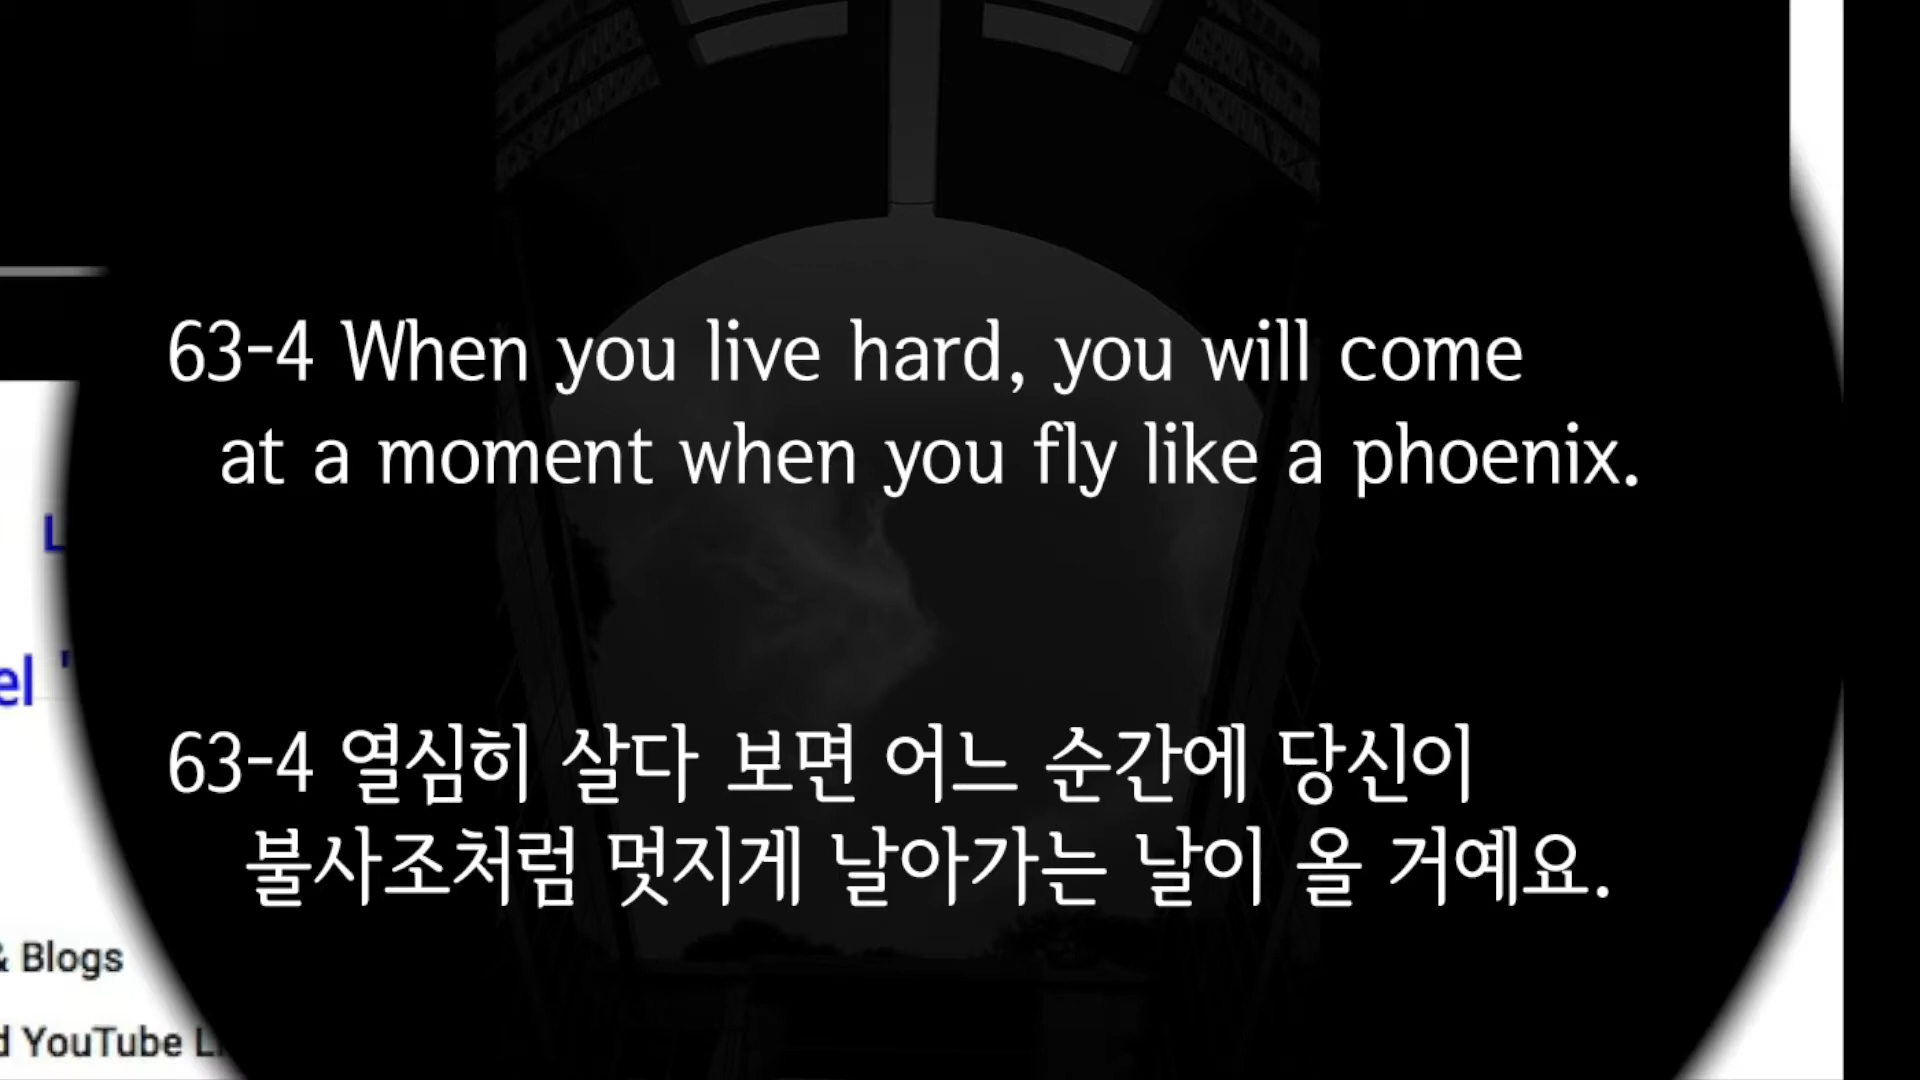 63-4 When you live hard, you will come
at a moment when you fly like a phoenix.
63-4 열심히 살다 보면 어느 순간에 당신이
불사조처럼 멋지게 날아가는 날이 올 거예요.
& Blogs
YouTube